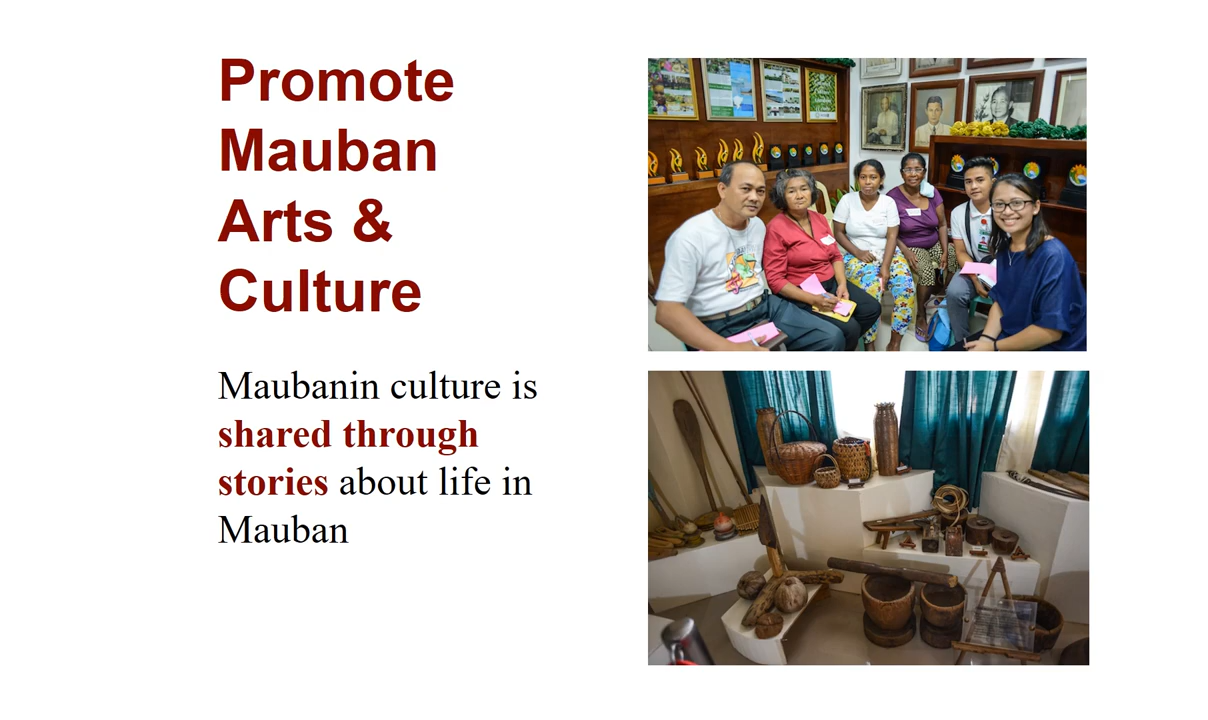 Promote
Mauban
Arts &
Culture
Maubanin culture is
shared through
stories about life in
Mauban